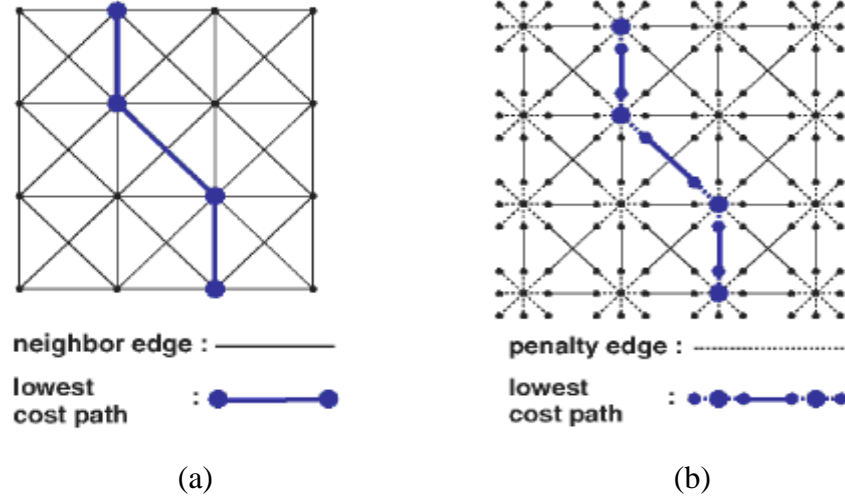 neighbor edge :
lowest
cost path :
(a)
penalty edge :
lowest
cost path :
(b)